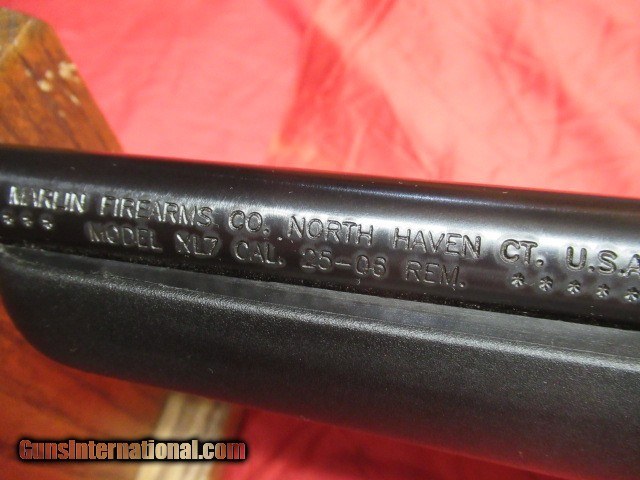 MARLIN FIREARMS CO. NORTH HAVEN CT. U.S.A
*** MODEL XL7 CAL. 25-06 REM. *****
GunsInternational.com